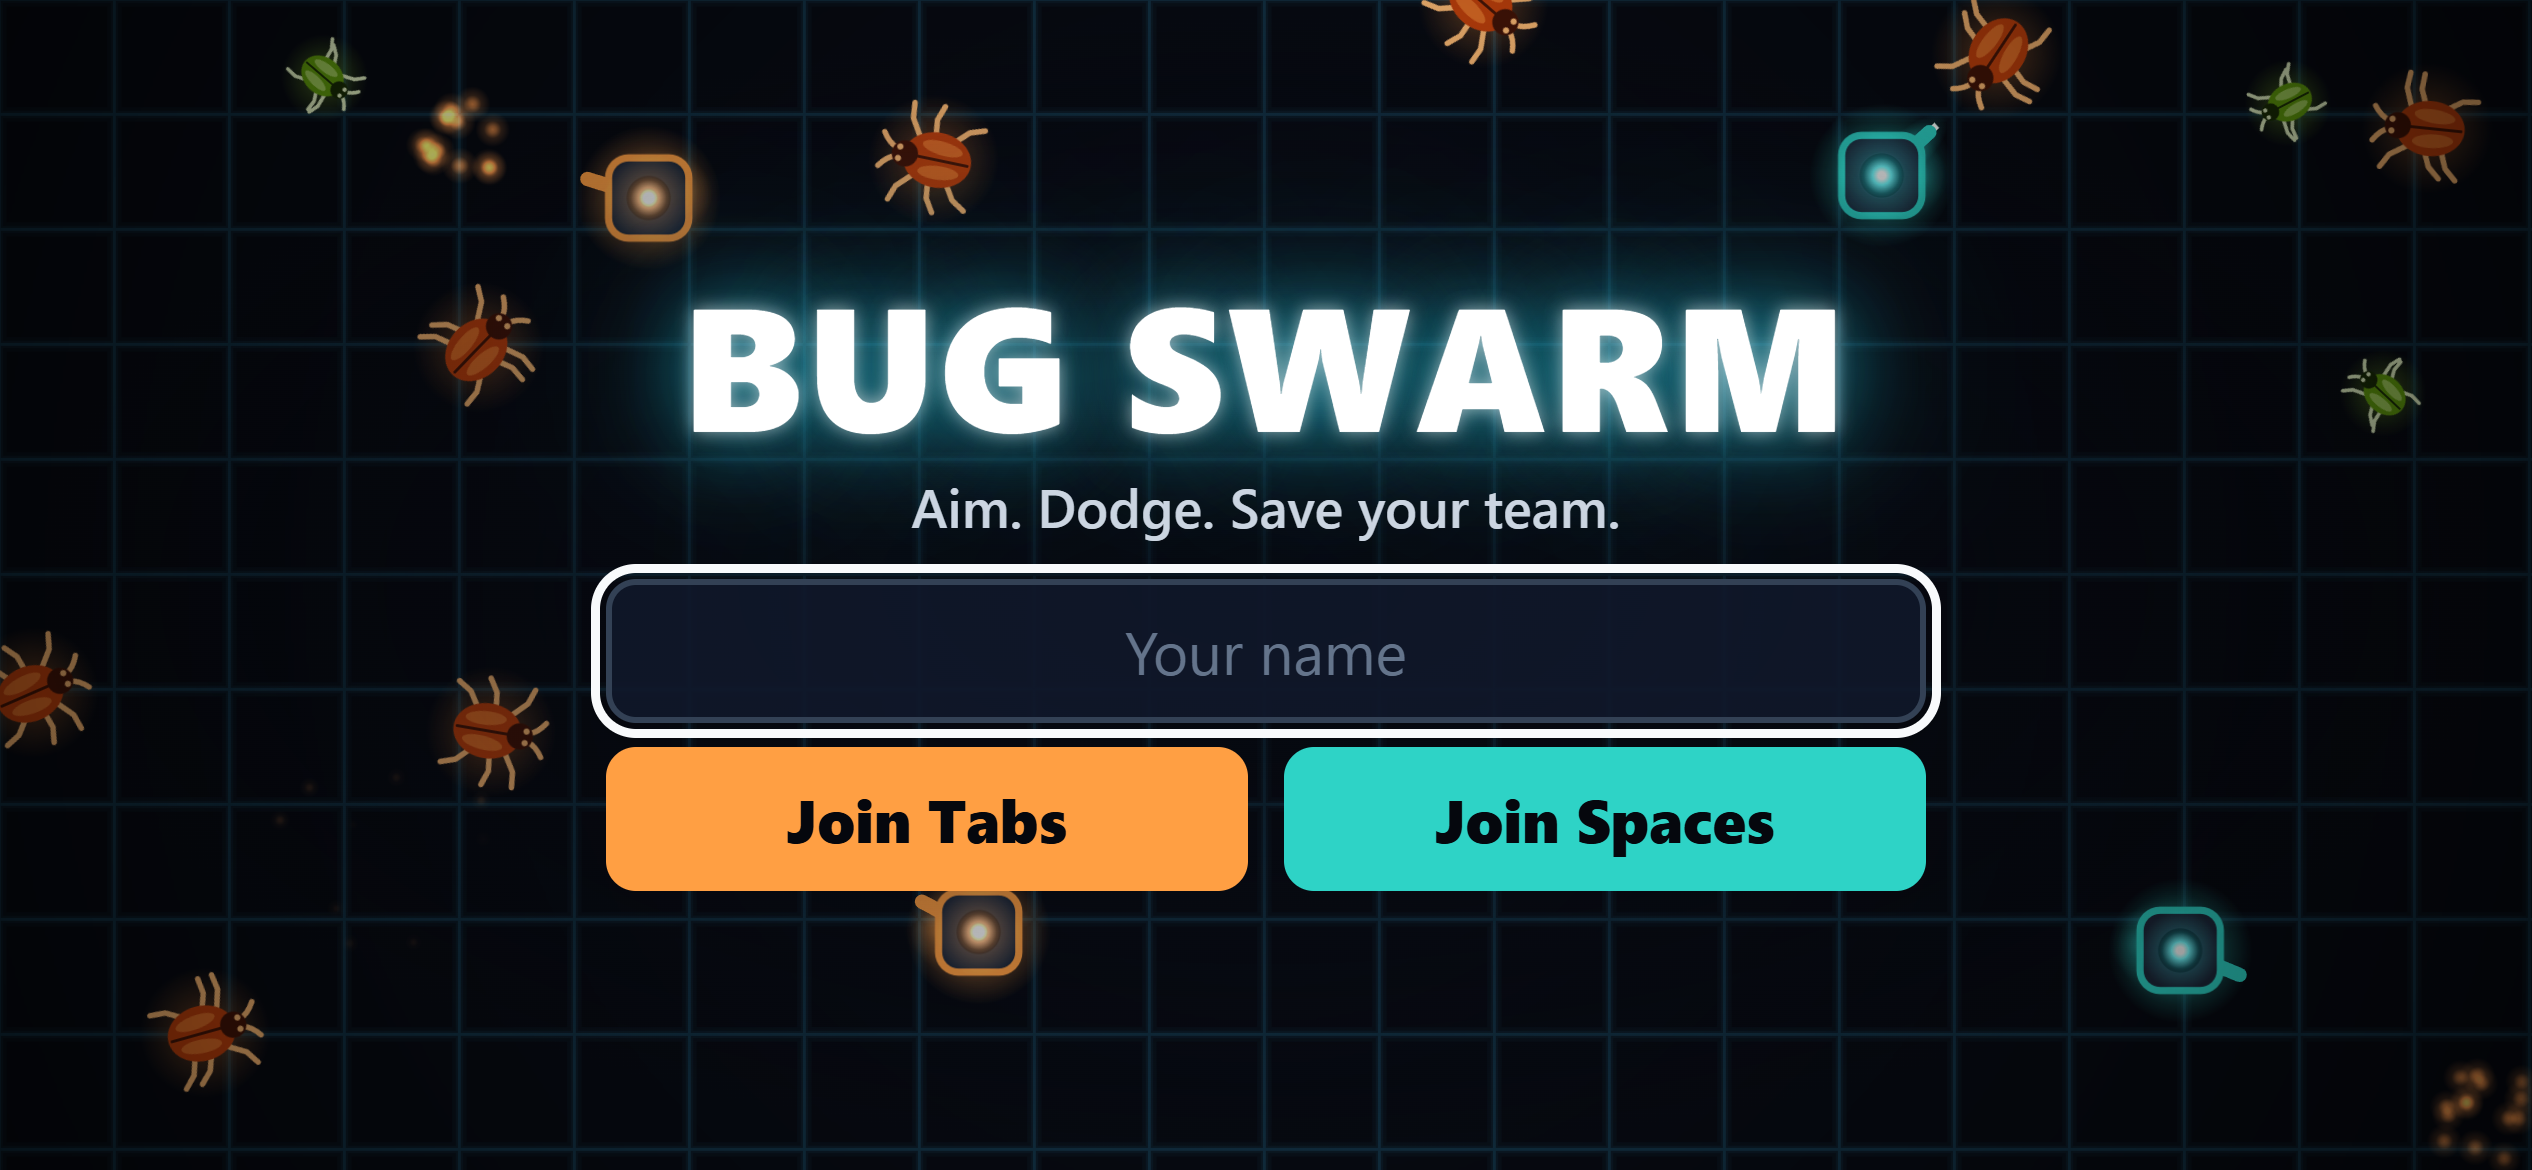 BUG SWARM
Aim. Dodge. Save your team.
Your name
Join Tabs
Join Spaces